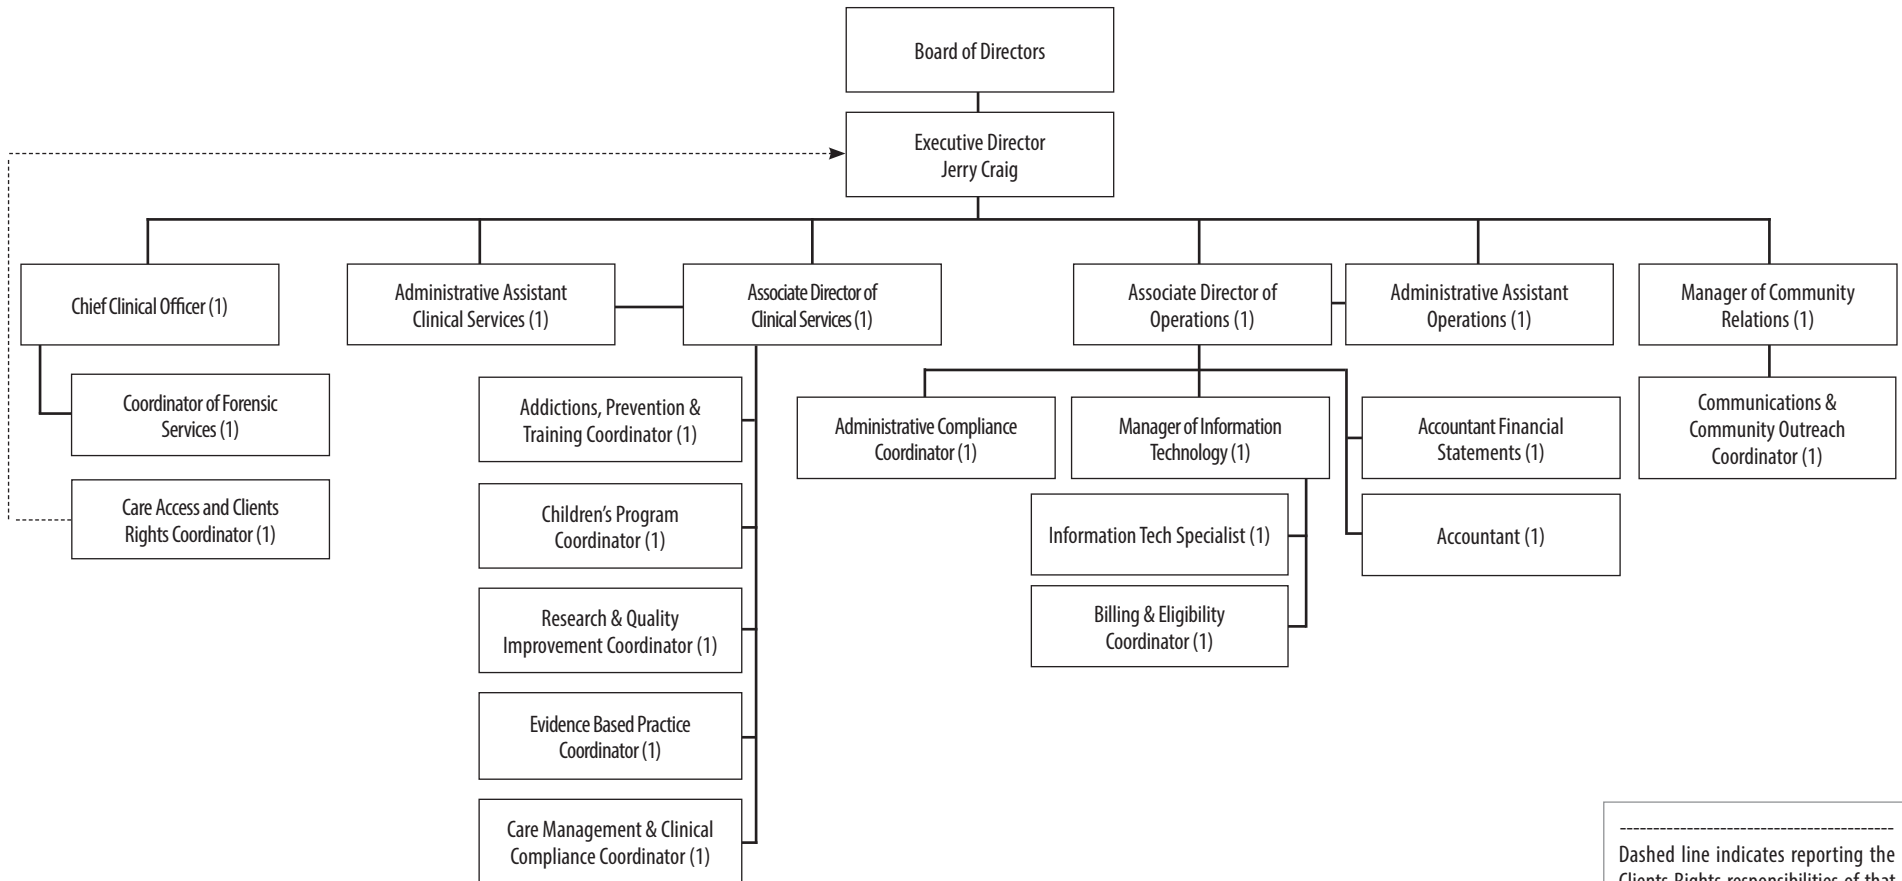 Board of Directors
Executive Director
Jerry Craig
Chief Clinical Officer (1)
Administrative Assistant
Clinical Services (1)
Associate Director of
Clinical Services (1)
Associate Director of
Operations (1)
Administrative Assistant
Operations (1)
Manager of Community
Relations (1)
Coordinator of Forensic
Services (1)
Care Access and Clients
Rights Coordinator (1)
Addictions, Prevention &
Training Coordinator (1)
Children’s Program
Coordinator (1)
Research & Quality
Improvement Coordinator (1)
Evidence Based Practice
Coordinator (1)
Care Management & Clinical
Compliance Coordinator (1)
Administrative Compliance
Coordinator (1)
Manager of Information
Technology (1)
Information Tech Specialist (1)
Billing & Eligibility
Coordinator (1)
Accountant Financial
Statements (1)
Accountant (1)
Communications &
Community Outreach
Coordinator (1)
Dashed line indicates reporting the
Clients Rights responsibilities of that